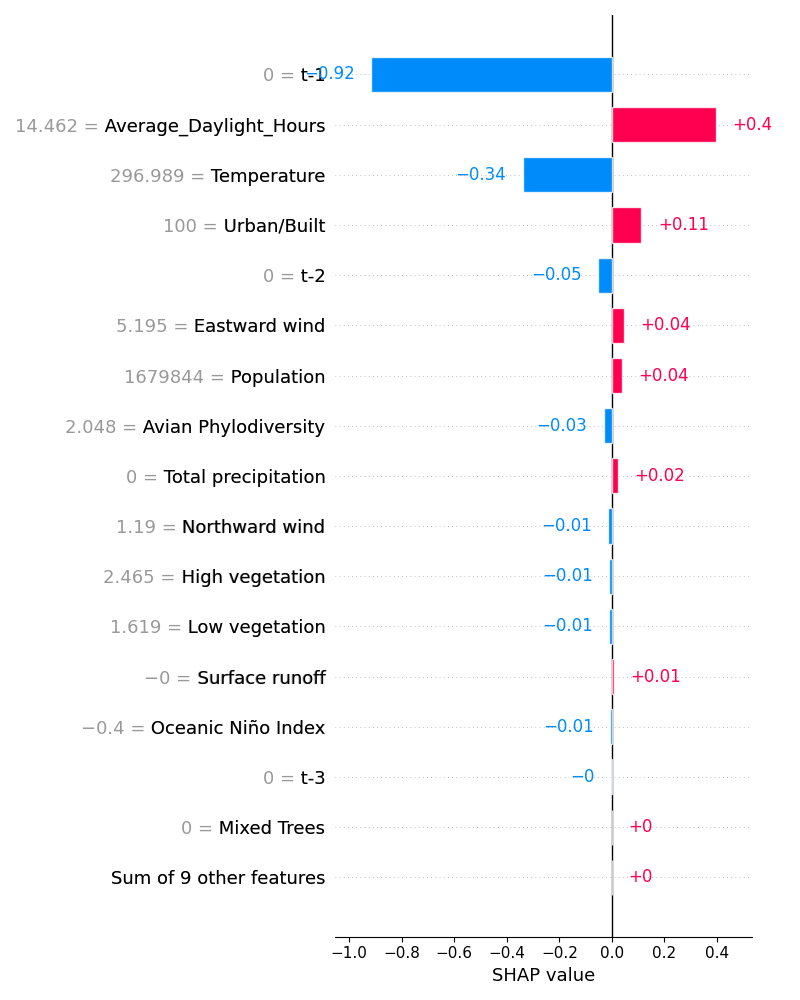 0 = t-1 −0.92
14.462 = Average_Daylight_Hours +0.4
296.989 = Temperature −0.34
100 = Urban/Built +0.11
0 = t-2 −0.05
5.195 = Eastward wind +0.04
1679844 = Population +0.04
2.048 = Avian Phylodiversity −0.03
0 = Total precipitation +0.02
1.19 = Northward wind −0.01
2.465 = High vegetation −0.01
1.619 = Low vegetation −0.01
−0 = Surface runoff +0.01
−0.4 = Oceanic Niño Index −0.01
0 = t-3 −0
0 = Mixed Trees +0
Sum of 9 other features +0
−1.0 −0.8 −0.6 −0.4 −0.2 0.0 0.2 0.4
SHAP value